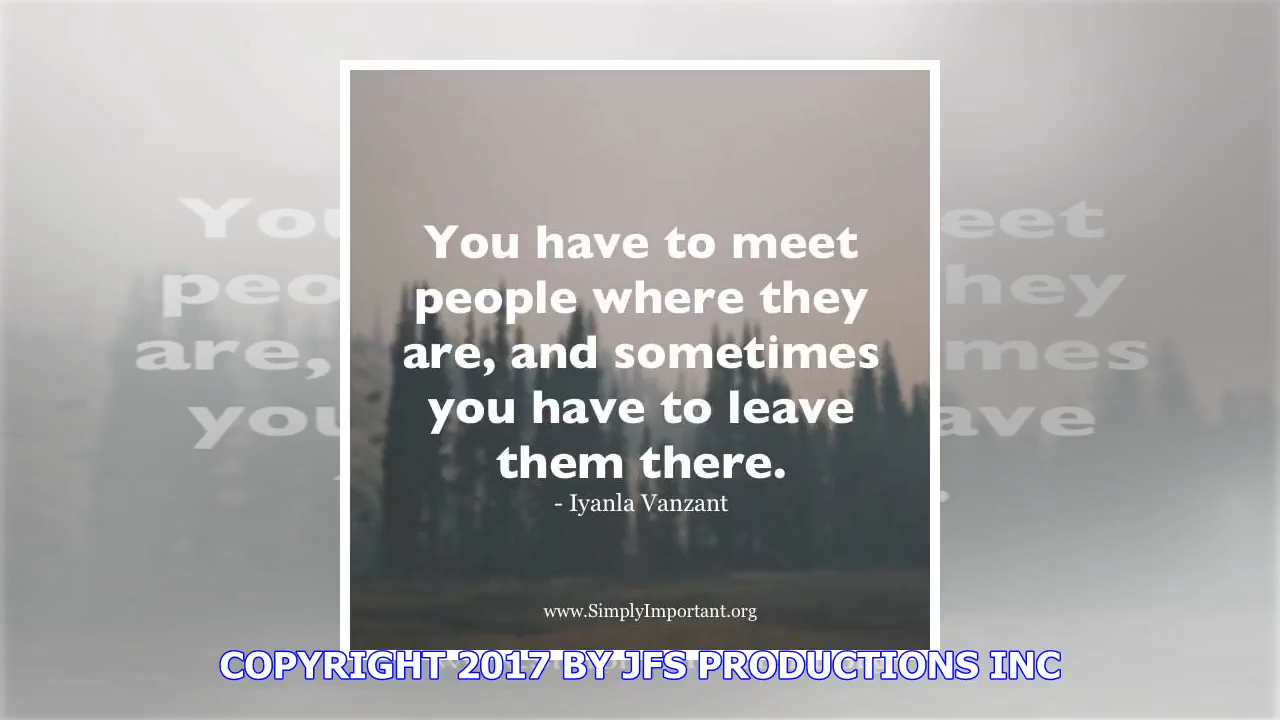 You have to meet
people where they
are, and sometimes
you have to leave
them there.
- Iyanla Vanzant
www.SimplyImportant.org
COPYRIGHT 2017 BY JFS PRODUCTIONS INC